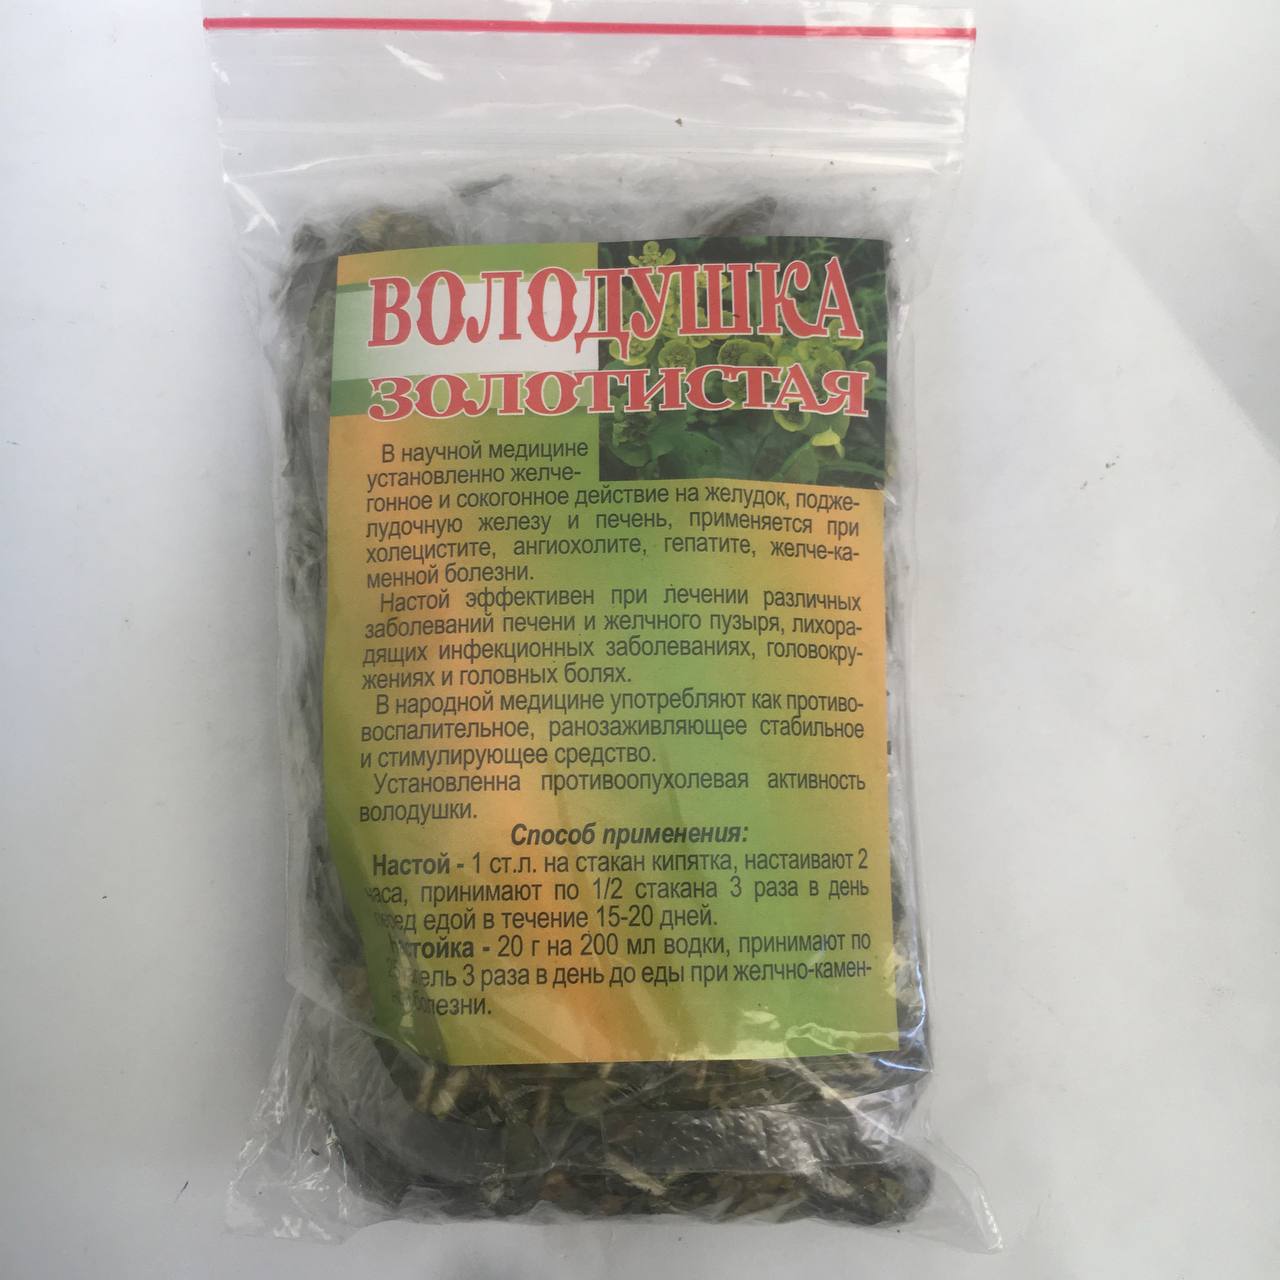 ВОЛОДУШКА
ЗОЛОТИСТАЯ
В научной медицине
установленно желче-
гонное и сокогонное действие на желудок, подже-
лудочную железу и печень, применяется при
холецистите, ангиохолите, гепатите, желче-ка-
менной болезни.
Настой эффективен при лечении различных
заболеваний печени и желчного пузыря, лихора-
дящих инфекционных заболеваниях, головокру-
жениях и головных болях.
В народной медицине употребляют как противо-
воспалительное, ранозаживляющее стабильное
и стимулирующее средство.
Установленна противоопухолевая активность
володушки.
Способ применения:
Настой - 1 ст.л. на стакан кипятка, настаивают 2
часа, принимают по 1/2 стакана 3 раза в день
перед едой в течение 15-20 дней.
Настойка - 20 г на 200 мл водки, принимают по
3 раза в день до еды при желчно-камен-
ной болезни.